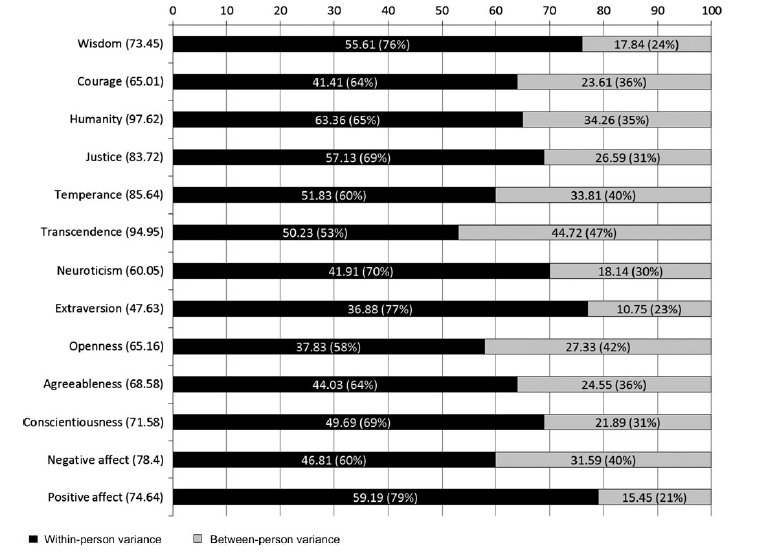 0 10 20 30 40 50 60 70 80 90 100
Wisdom (73.45) 55.61 (76%) 17.84 (24%)
Courage (65.01) 41.41 (64%) 23.61 (36%)
Humanity (97.62) 63.36 (65%) 34.26 (35%)
Justice (83.72) 57.13 (69%) 26.59 (31%)
Temperance (85.64) 51.83 (60%) 33.81 (40%)
Transcendence (94.95) 50.23 (53%) 44.72 (47%)
Neuroticism (60.05) 41.91 (70%) 18.14 (30%)
Extraversion (47.63) 36.88 (77%) 10.75 (23%)
Openness (65.16) 37.83 (58%) 27.33 (42%)
Agreeableness (68.58) 44.03 (64%) 24.55 (36%)
Conscientiousness (71.58) 49.69 (69%) 21.89 (31%)
Negative affect (78.4) 46.81 (60%) 31.59 (40%)
Positive affect (74.64) 59.19 (79%) 15.45 (21%)
Within-person variance Between-person variance